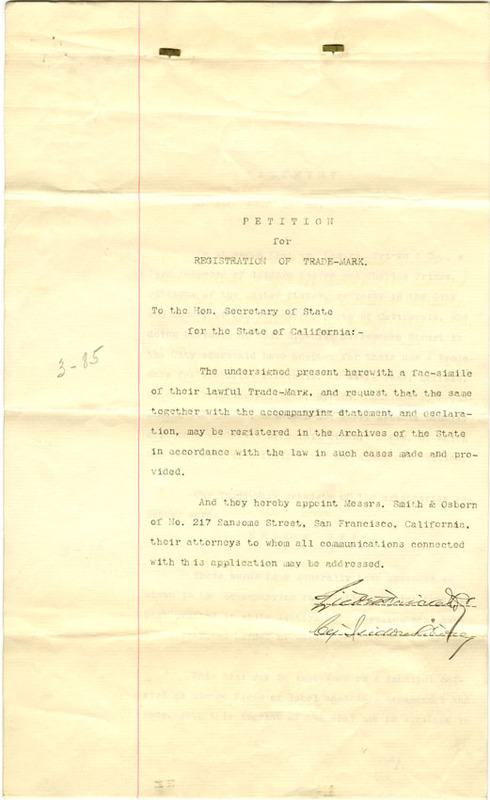 PETITION
for
REGISTRATION OF TRADE-MARK.
To the Hon. Secretary of State
for the State of California:-
3-85
The undersigned present herewith a fac-simile
of their lawful Trade-Mark, and request that the same
together with the accompanying dtatement and declara-
tion, may be registered in the Archives of the State
in accordance with the law in such cases made and pro-
vided.
And they hereby appoint Messrs. Smith & Osborn
of No. 217 Sansome Street, San Francisco, California,
their attorneys to whom all communications connected
with this application may be addressed.
By Isidore